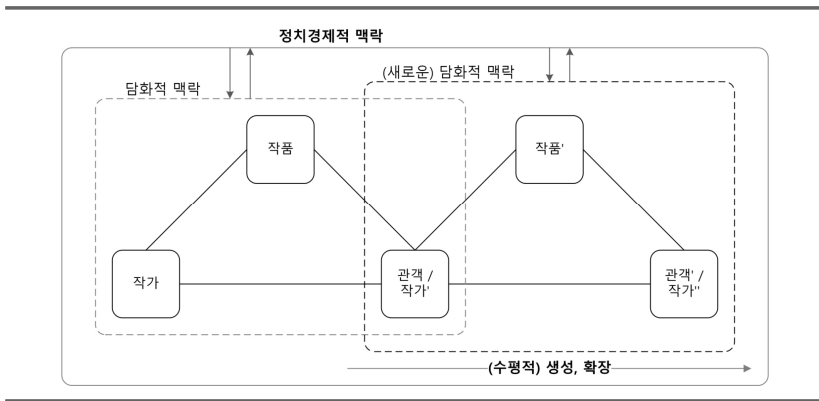 정치경제적 맥락
(새로운) 담화적 맥락
담화적 맥락
작품
작품'
작가
관객 /
작가'
관객' /
작가''
(수평적) 생성, 확장